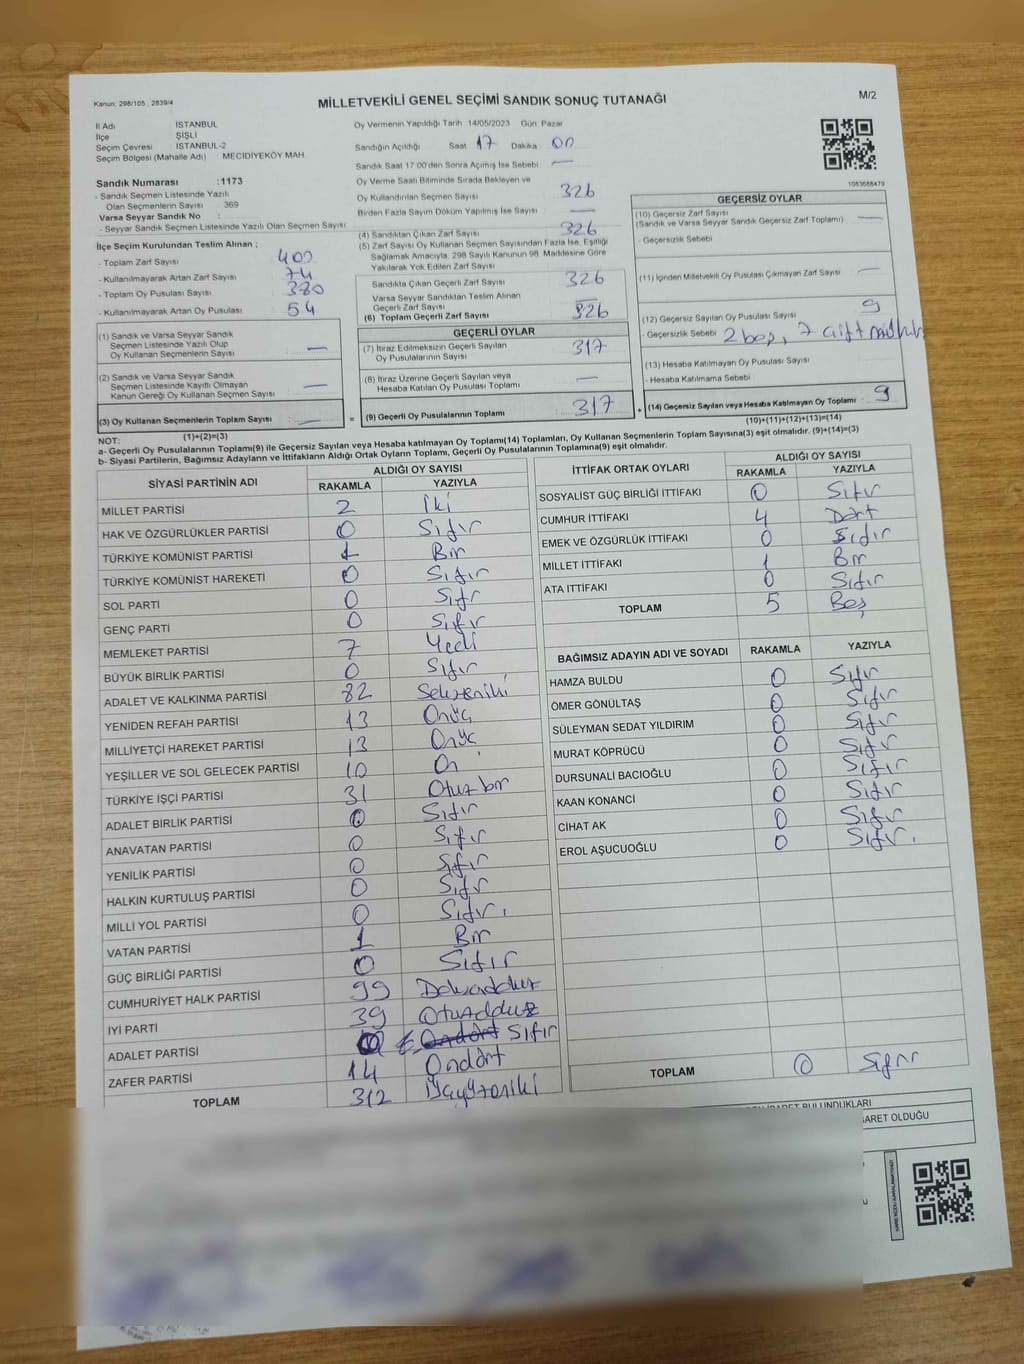 Kanun, 298/105 , 2839/4
MİLLETVEKİLİ GENEL SEÇİMİ SANDIK SONUÇ TUTANAĞI
M/2
İl Adı İSTANBUL
İlçe ŞİŞLİ
Seçim Çevresi İSTANBUL-2
Seçim Bölgesi (Mahalle Adı) MECİDİYEKÖY MAH.
Sandık Numarası :1173
- Sandık Seçmen Listesinde Yazılı
Olan Seçmenlerin Sayısı 369
Varsa Seyyar Sandık No :
- Seyyar Sandık Seçmen Listesinde Yazılı Olan Seçmen Sayısı
İlçe Seçim Kurulundan Teslim Alınan ;
- Toplam Zarf Sayısı 400
- Kullanılmayarak Artan Zarf Sayısı 74
- Toplam Oy Pusulası Sayısı 380
- Kullanılmayarak Artan Oy Pusulası 54
(1) Sandık ve Varsa Seyyar Sandık
Seçmen Listesinde Yazılı Olup
Oy Kullanan Seçmenlerin Sayısı —
(2) Sandık ve Varsa Seyyar Sandık
Seçmen Listesinde Kayıtlı Olmayan
Kanun Gereği Oy Kullanan Seçmen Sayısı —
(3) Oy Kullanan Seçmenlerin Toplam Sayısı —
(1)+(2)=(3)
Oy Vermenin Yapıldığı Tarih :14/05/2023 Gün: Pazar
Sandığın Açıldığı Saat 17 Dakika 00
Sandık Saat 17:00'den Sonra Açılmış İse Sebebi: —
Oy Verme Saati Bitiminde Sırada Bekleyen ve
Oy Kullandırılan Seçmen Sayısı 326
Birden Fazla Sayım Döküm Yapılmış İse Sayısı —
(4) Sandıktan Çıkan Zarf Sayısı 326
(5) Zarf Sayısı Oy Kullanan Seçmen Sayısından Fazla İse, Eşitliği
Sağlamak Amacıyla, 298 Sayılı Kanunun 98. Maddesine Göre
Yakılarak Yok Edilen Zarf Sayısı
Sandıkta Çıkan Geçerli Zarf Sayısı 326
Varsa Seyyar Sandıktan Teslim Alınan
Geçerli Zarf Sayısı —
(6) Toplam Geçerli Zarf Sayısı 326
GEÇERLİ OYLAR
(7) İtiraz Edilmeksizin Geçerli Sayılan
Oy Pusulalarının Sayısı 317
(8) İtiraz Üzerine Geçerli Sayılan veya
Hesaba Katılan Oy Pusulası Toplamı —
= (9) Geçerli Oy Pusulalarının Toplamı 317 +
1083688479
GEÇERSİZ OYLAR
(10) Geçersiz Zarf Sayısı
(Sandık ve Varsa Seyyar Sandık Geçersiz Zarf Toplamı) —
- Geçersizlik Sebebi
(11) İçinden Milletvekili Oy Pusulası Çıkmayan Zarf Sayısı —
(12) Geçersiz Sayılan Oy Pusulası Sayısı 9
- Geçersizlik Sebebi 2 boş, 7 çift mühür
(13) Hesaba Katılmayan Oy Pusulası Sayısı
- Hesaba Katılmama Sebebi
(14) Geçersiz Sayılan veya Hesaba Katılmayan Oy Toplamı 9
(10)+(11)+(12)+(13)=(14)
NOT:
a- Geçerli Oy Pusulalarının Toplamı(9) ile Geçersiz Sayılan veya Hesaba katılmayan Oy Toplamı(14) Toplamları, Oy Kullanan Seçmenlerin Toplam Sayısına(3) eşit olmalıdır. (9)+(14)=(3)
b- Siyasi Partilerin, Bağımsız Adayların ve İttifakların Aldığı Ortak Oyların Toplamı, Geçerli Oy Pusulalarının Toplamına(9) eşit olmalıdır.
SİYASİ PARTİNİN ADI ALDIĞI OY SAYISI
RAKAMLA YAZIYLA
MİLLET PARTİSİ 2 İki
HAK VE ÖZGÜRLÜKLER PARTİSİ 0 Sıfır
TÜRKİYE KOMÜNİST PARTİSİ 1 Bir
TÜRKİYE KOMÜNİST HAREKETİ 0 Sıfır
SOL PARTİ 0 Sıfır
GENÇ PARTİ 0 Sıfır
MEMLEKET PARTİSİ 7 Yedi
BÜYÜK BİRLİK PARTİSİ 0 Sıfır
ADALET VE KALKINMA PARTİSİ 82 Sekseniki
YENİDEN REFAH PARTİSİ 13 Onüç
MİLLİYETÇİ HAREKET PARTİSİ 13 Onüç
YEŞİLLER VE SOL GELECEK PARTİSİ 10 On
TÜRKİYE İŞÇİ PARTİSİ 31 Otuzbir
ADALET BİRLİK PARTİSİ 0 Sıfır
ANAVATAN PARTİSİ 0 Sıfır
YENİLİK PARTİSİ 0 Sıfır
HALKIN KURTULUŞ PARTİSİ 0 Sıfır
MİLLİ YOL PARTİSİ 0 Sıfır
VATAN PARTİSİ 1 Bir
GÜÇ BİRLİĞİ PARTİSİ 0 Sıfır
CUMHURİYET HALK PARTİSİ 99 Doksandokuz
İYİ PARTİ 39 Otuzdokuz
ADALET PARTİSİ 0 Ondört Sıfır
ZAFER PARTİSİ 14 Ondört
TOPLAM 312 Üçyüzoniki
İTTİFAK ORTAK OYLARI ALDIĞI OY SAYISI
RAKAMLA YAZIYLA
SOSYALİST GÜÇ BİRLİĞİ İTTİFAKI 0 Sıfır
CUMHUR İTTİFAKI 4 Dört
EMEK VE ÖZGÜRLÜK İTTİFAKI 0 Sıfır
MİLLET İTTİFAKI 1 Bir
ATA İTTİFAKI 0 Sıfır
TOPLAM 5 Beş
BAĞIMSIZ ADAYIN ADI VE SOYADI RAKAMLA YAZIYLA
HAMZA BULDU 0 Sıfır
ÖMER GÖNÜLTAŞ 0 Sıfır
SÜLEYMAN SEDAT YILDIRIM 0 Sıfır
MURAT KÖPRÜCÜ 0 Sıfır
DURSUNALİ BACIOĞLU 0 Sıfır
KAAN KONANCİ 0 Sıfır
CİHAT AK 0 Sıfır
EROL AŞUCUOĞLU 0 Sıfır
TOPLAM 0 Sıfır
BULUNDUKLARI
OLDUĞU